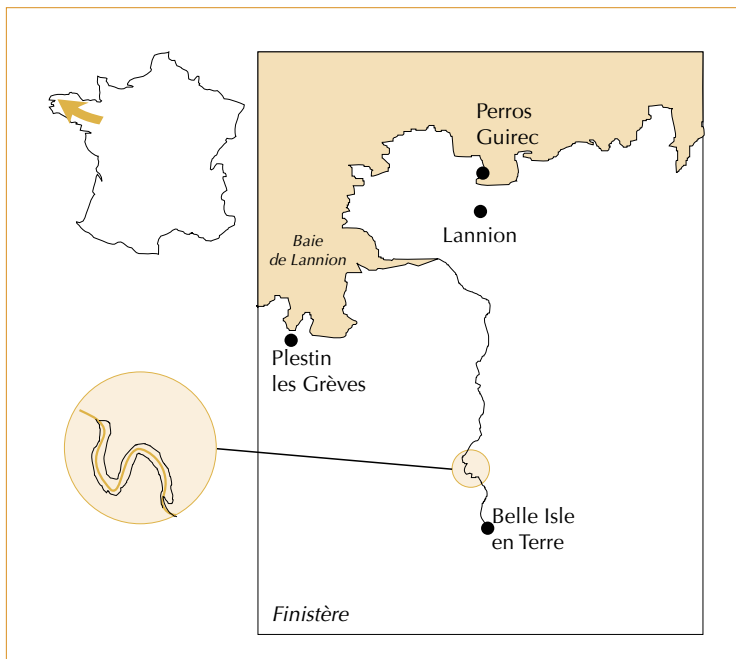 Perros
Guirec
Lannion
Baie
de Lannion
Plestin
les Grèves
Belle Isle
en Terre
Finistère